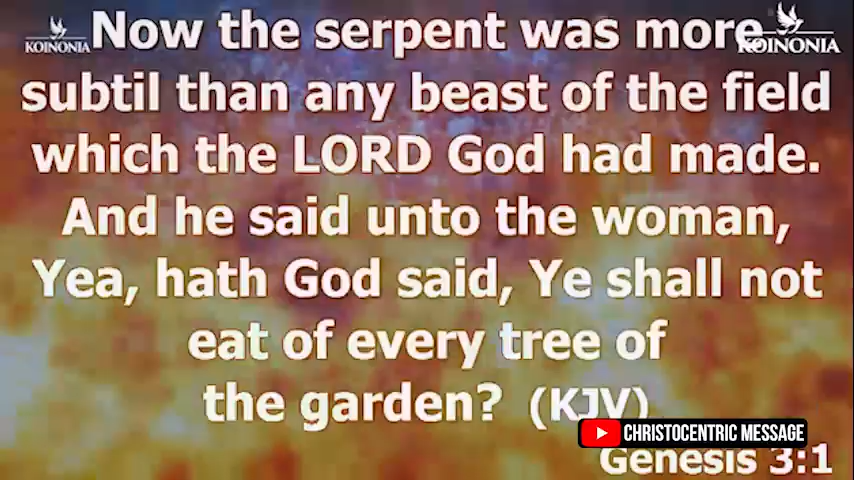 KOINONIA Now the serpent was more KOINONIA
subtil than any beast of the field
which the LORD God had made.
And he said unto the woman,
Yea, hath God said, Ye shall not
eat of every tree of
the garden? (KJV)
CHRISTOCENTRIC MESSAGE
Genesis 3:1